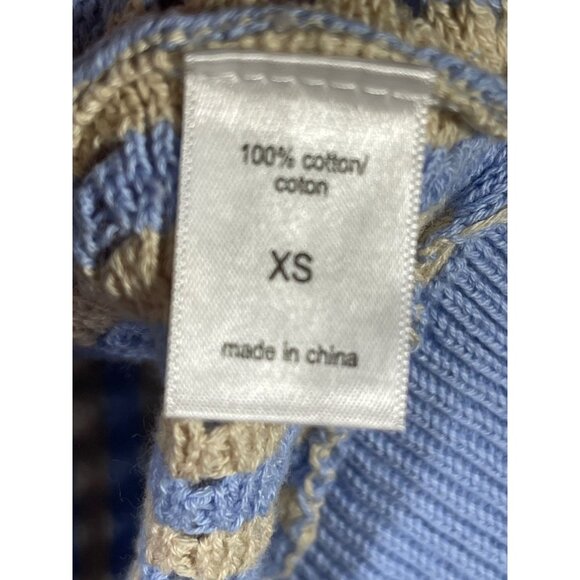 100% cotton/
coton
XS
made in china